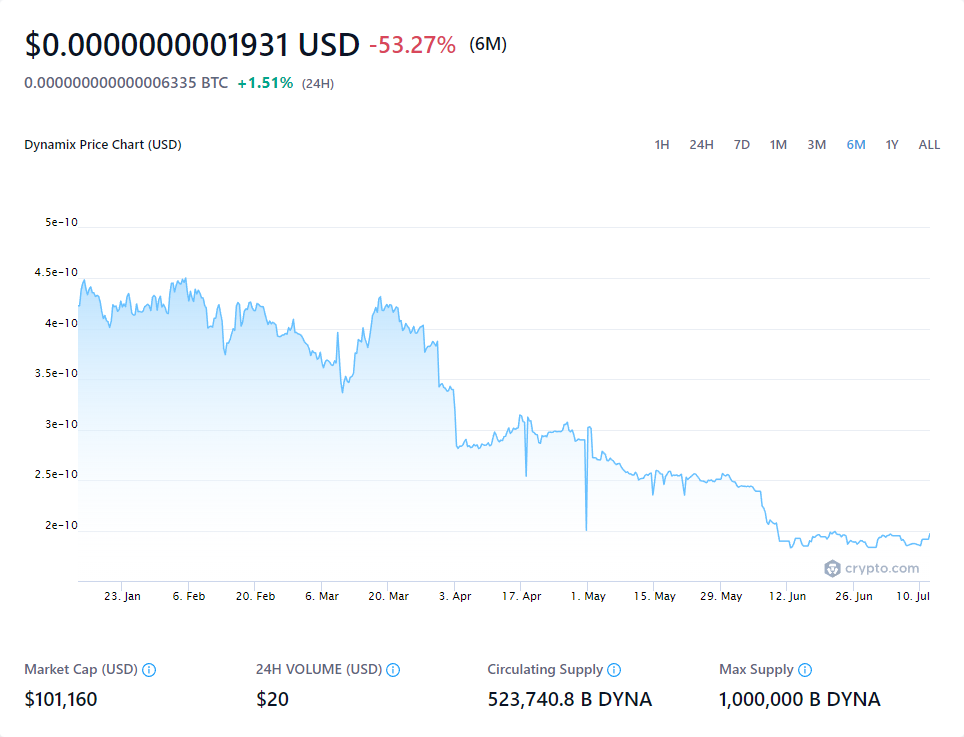 $0.0000000001931 USD -53.27% (6M)
0.000000000000006335 BTC +1.51% (24H)
Dynamix Price Chart (USD) 1H 24H 7D 1M 3M 6M 1Y ALL
5e-10
4.5e-10
4e-10
3.5e-10
3e-10
2.5e-10
2e-10
crypto.com
23. Jan 6. Feb 20. Feb 6. Mar 20. Mar 3. Apr 17. Apr 1. May 15. May 29. May 12. Jun 26. Jun 10. Jul
Market Cap (USD) 24H VOLUME (USD) Circulating Supply Max Supply
$101,160 $20 523,740.8 B DYNA 1,000,000 B DYNA